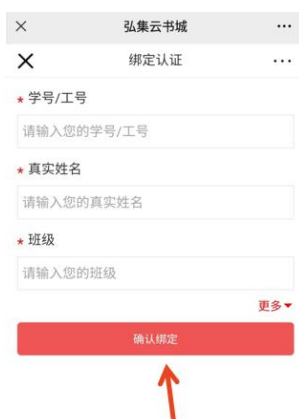 弘集云书城
绑定认证
* 学号/工号
请输入您的学号/工号
* 真实姓名
请输入您的真实姓名
* 班级
请输入您的班级
更多
确认绑定